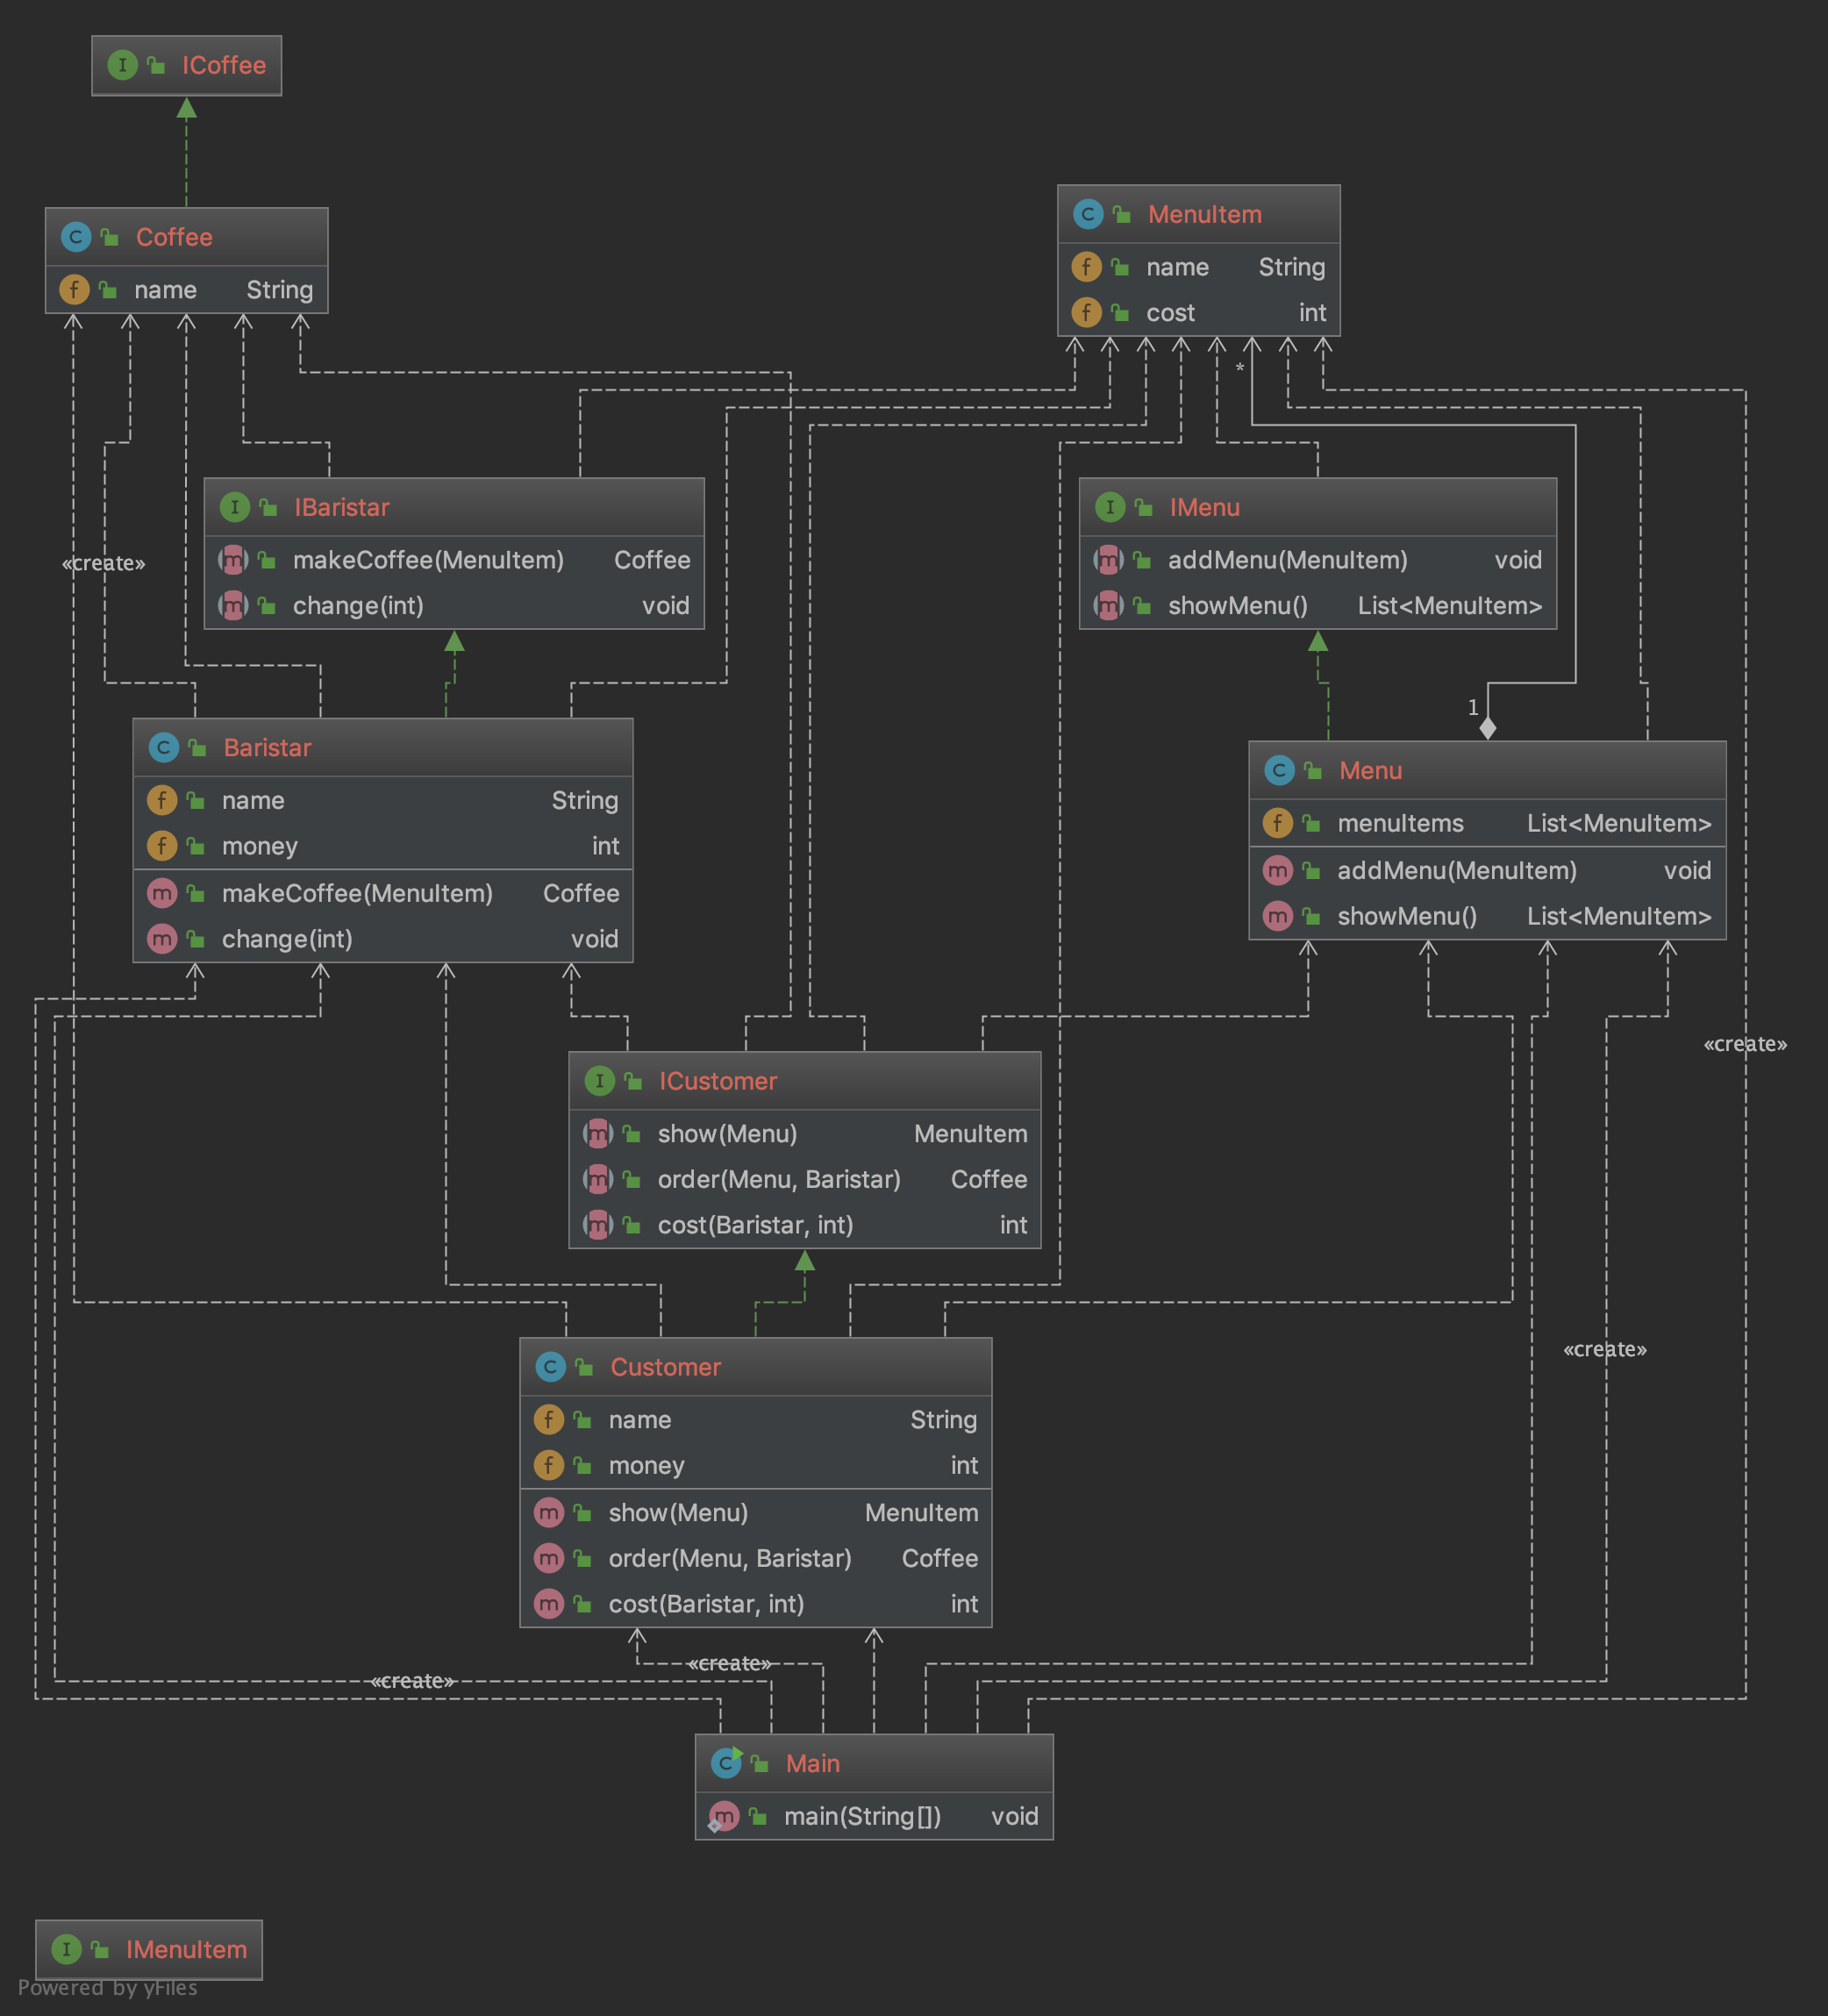 ICoffee
Coffee
name String
MenuItem
name String
cost int
*
IBaristar
makeCoffee(MenuItem) Coffee
change(int) void
IMenu
addMenu(MenuItem) void
showMenu() List<MenuItem>
«create»
1
Baristar
name String
money int
makeCoffee(MenuItem) Coffee
change(int) void
Menu
menuItems List<MenuItem>
addMenu(MenuItem) void
showMenu() List<MenuItem>
«create»
ICustomer
show(Menu) MenuItem
order(Menu, Baristar) Coffee
cost(Baristar, int) int
«create»
Customer
name String
money int
show(Menu) MenuItem
order(Menu, Baristar) Coffee
cost(Baristar, int) int
«create»
«create»
Main
main(String[]) void
IMenuItem
Powered by yFiles